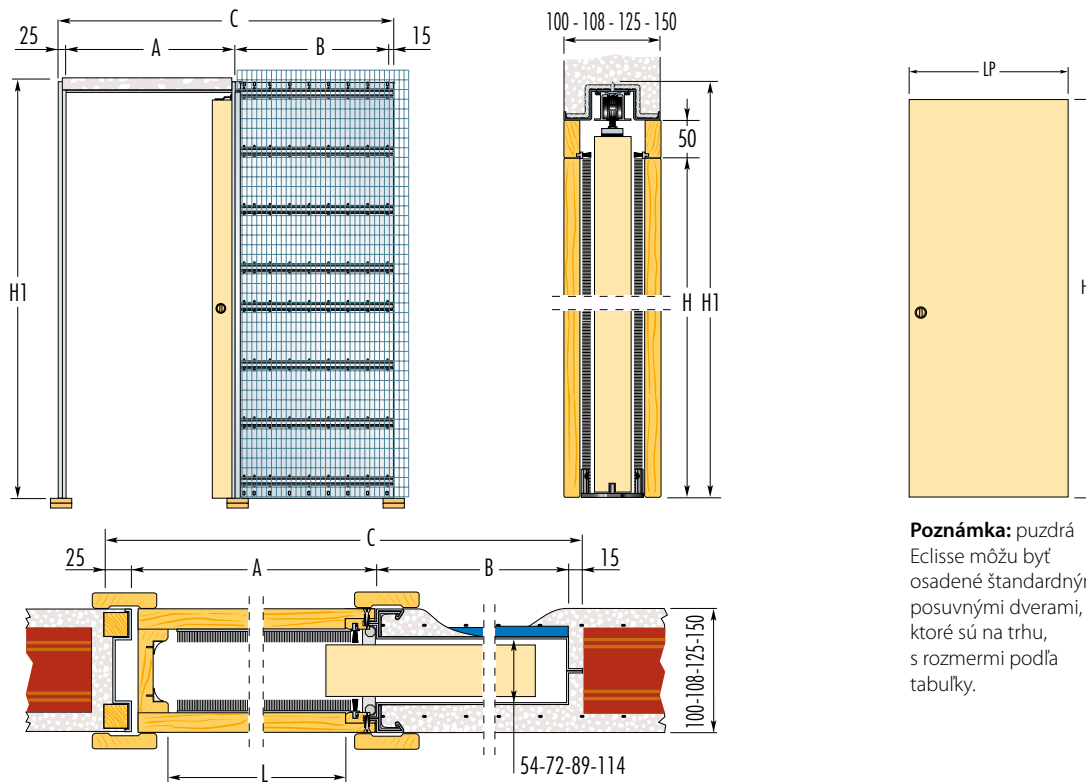 C
25
A
B
15
H1
100 - 108 - 125 - 150
50
H
H1
LP
H
Poznámka: puzdrá
Eclisse môžu byť
osadené štandardným
posuvnými dverami,
ktoré sú na trhu,
s rozmermi podľa
tabuľky.
C
25
A
B
15
100-108-125-150
54-72-89-114
L